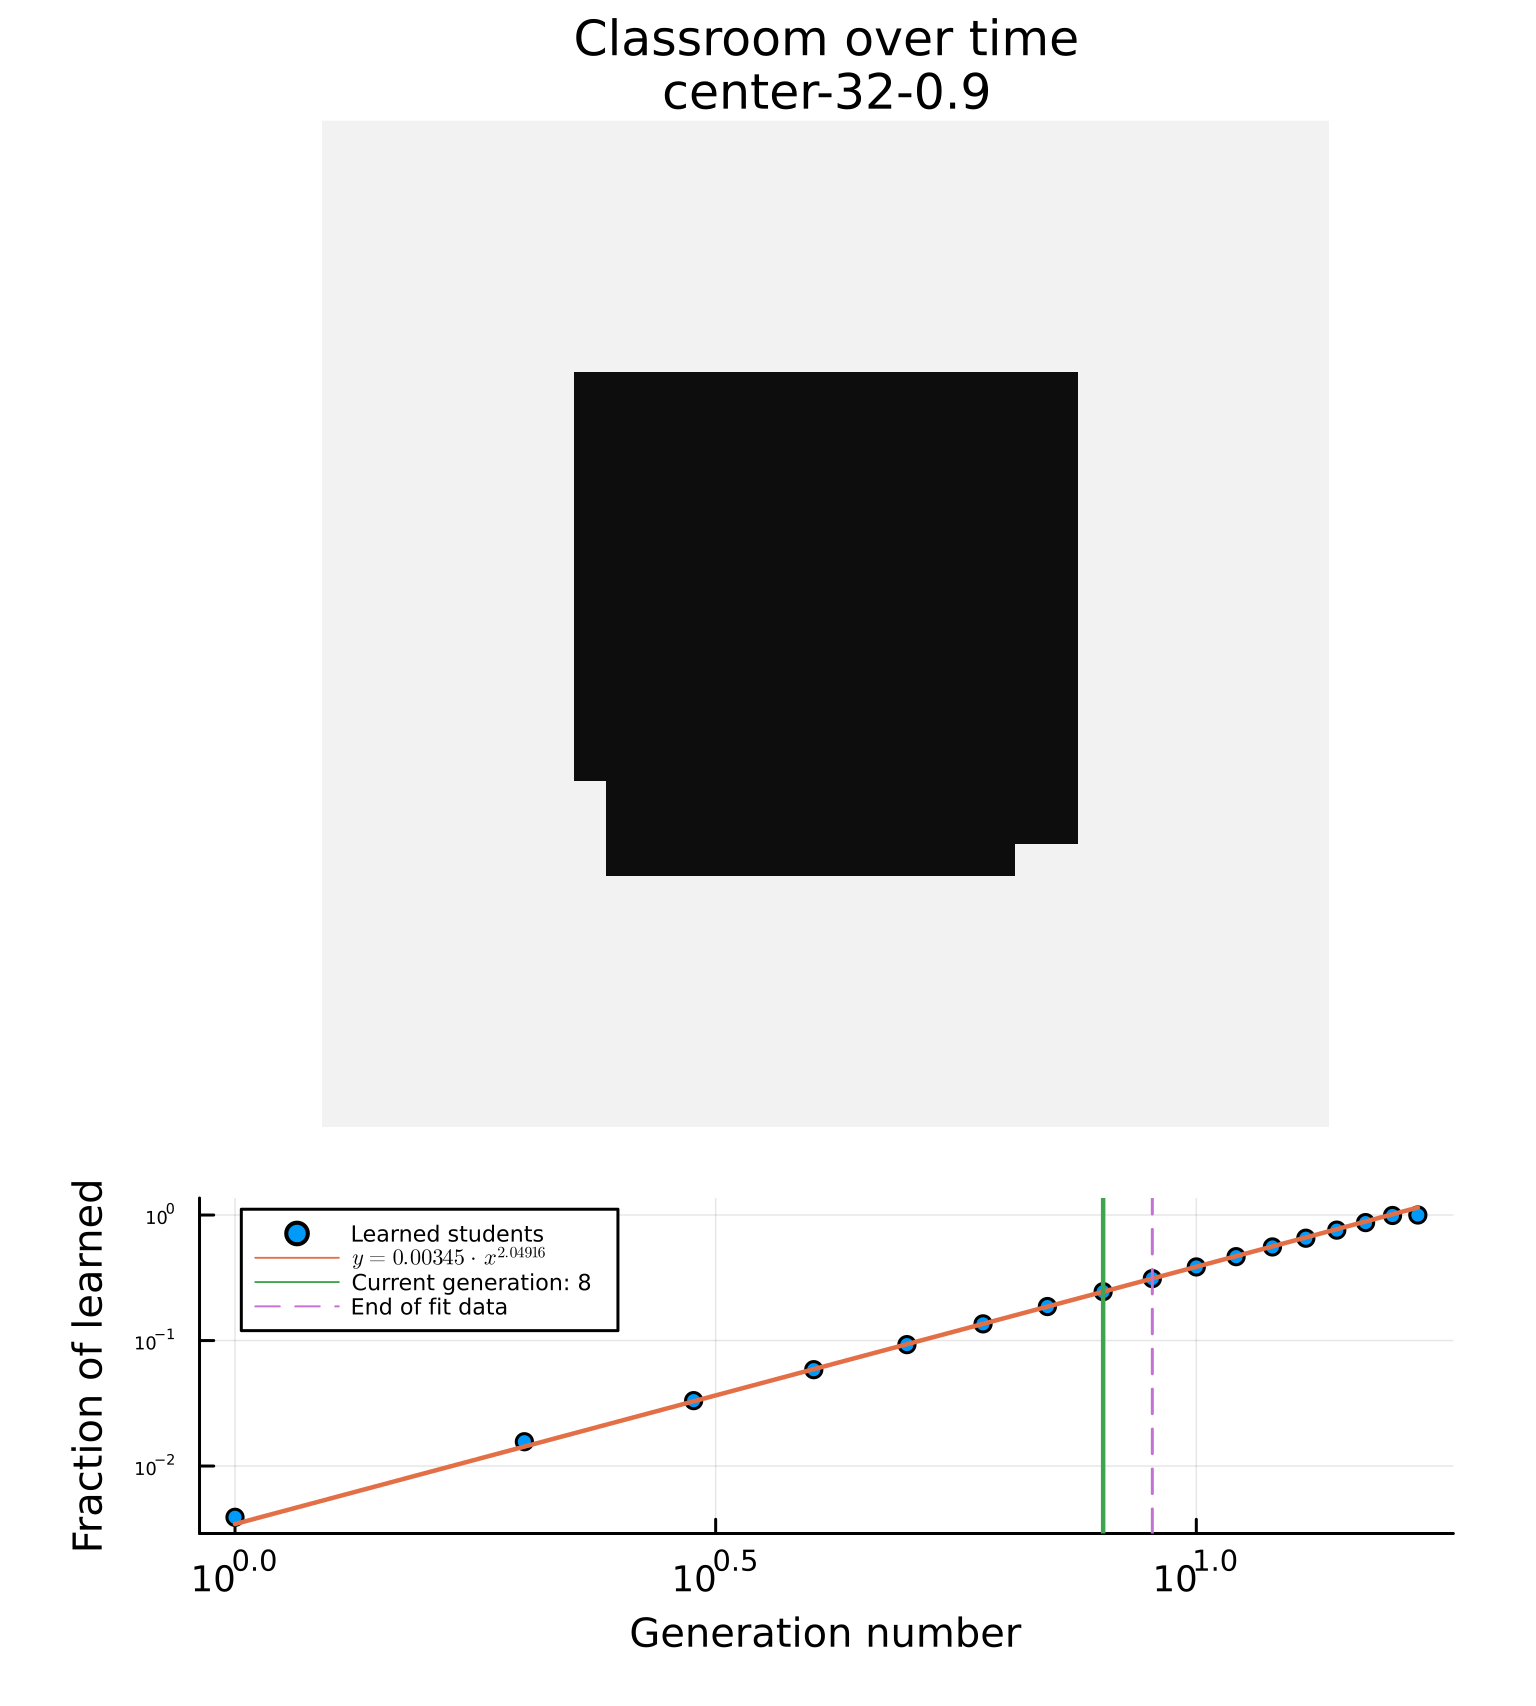 Classroom over time
center-32-0.9
Fraction of learned
10^0
10^−1
10^−2
Learned students
y = 0.00345 · x^2.04916
Current generation: 8
End of fit data
10^0.0
10^0.5
10^1.0
Generation number